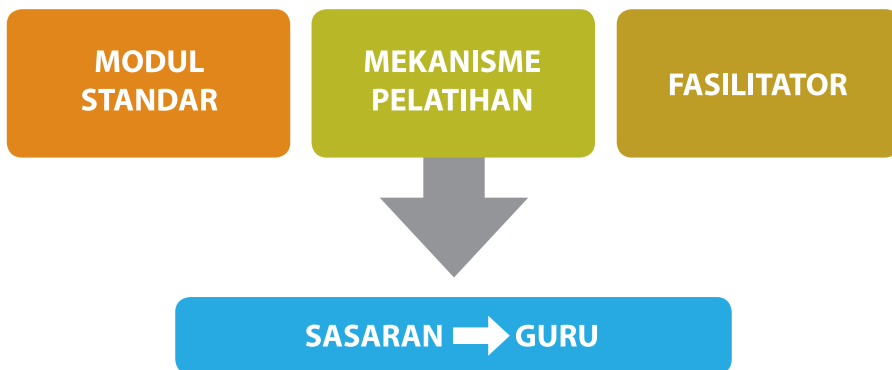 MODUL
STANDAR
MEKANISME
PELATIHAN
FASILITATOR
SASARAN GURU